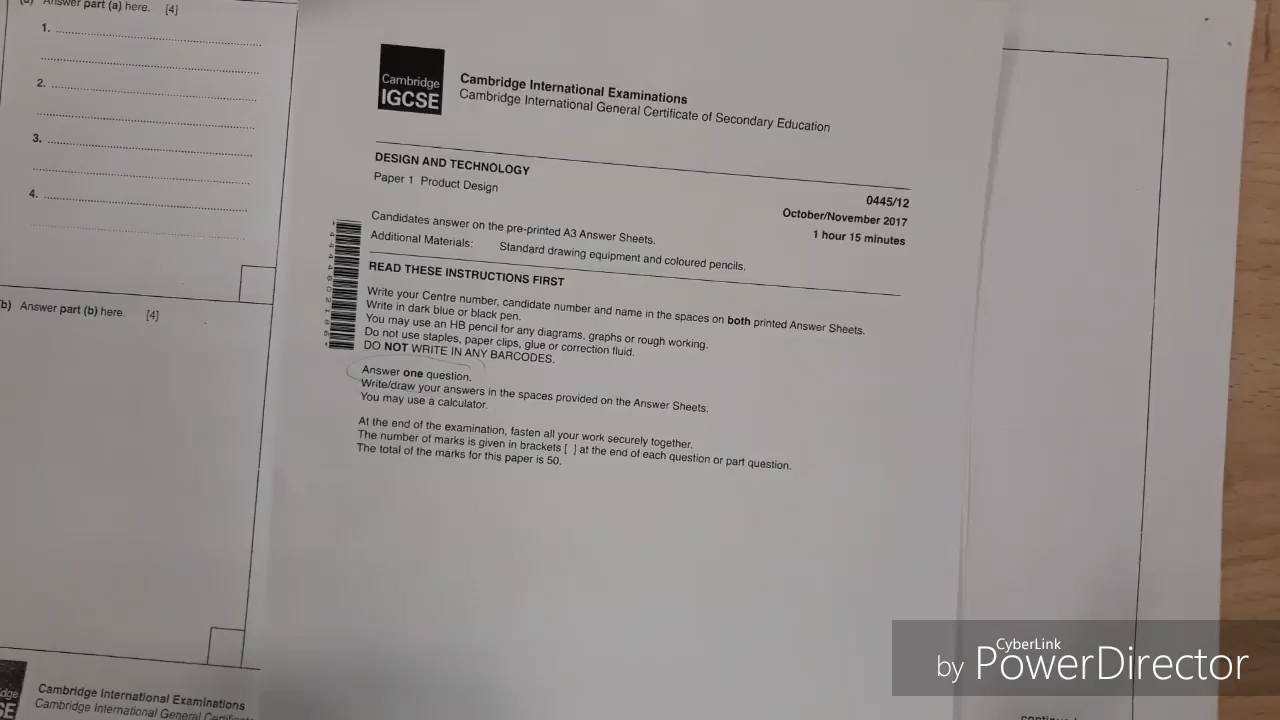 Answer part (a) here. [4]
1.
2.
3.
4.
(b) Answer part (b) here. [4]
Cambridge International Examinations
Cambridge International General
Cambridge
IGCSE
Cambridge International Examinations
Cambridge International General Certificate of Secondary Education
DESIGN AND TECHNOLOGY
Paper 1 Product Design
0445/12
October/November 2017
1 hour 15 minutes
Candidates answer on the pre-printed A3 Answer Sheets.
Additional Materials: Standard drawing equipment and coloured pencils.
READ THESE INSTRUCTIONS FIRST
Write your Centre number, candidate number and name in the spaces on both printed Answer Sheets.
Write in dark blue or black pen.
You may use an HB pencil for any diagrams, graphs or rough working.
Do not use staples, paper clips, glue or correction fluid.
DO NOT WRITE IN ANY BARCODES.
Answer one question.
Write/draw your answers in the spaces provided on the Answer Sheets.
You may use a calculator.
At the end of the examination, fasten all your work securely together.
The number of marks is given in brackets [ ] at the end of each question or part question.
The total of the marks for this paper is 50.
CyberLink
by PowerDirector